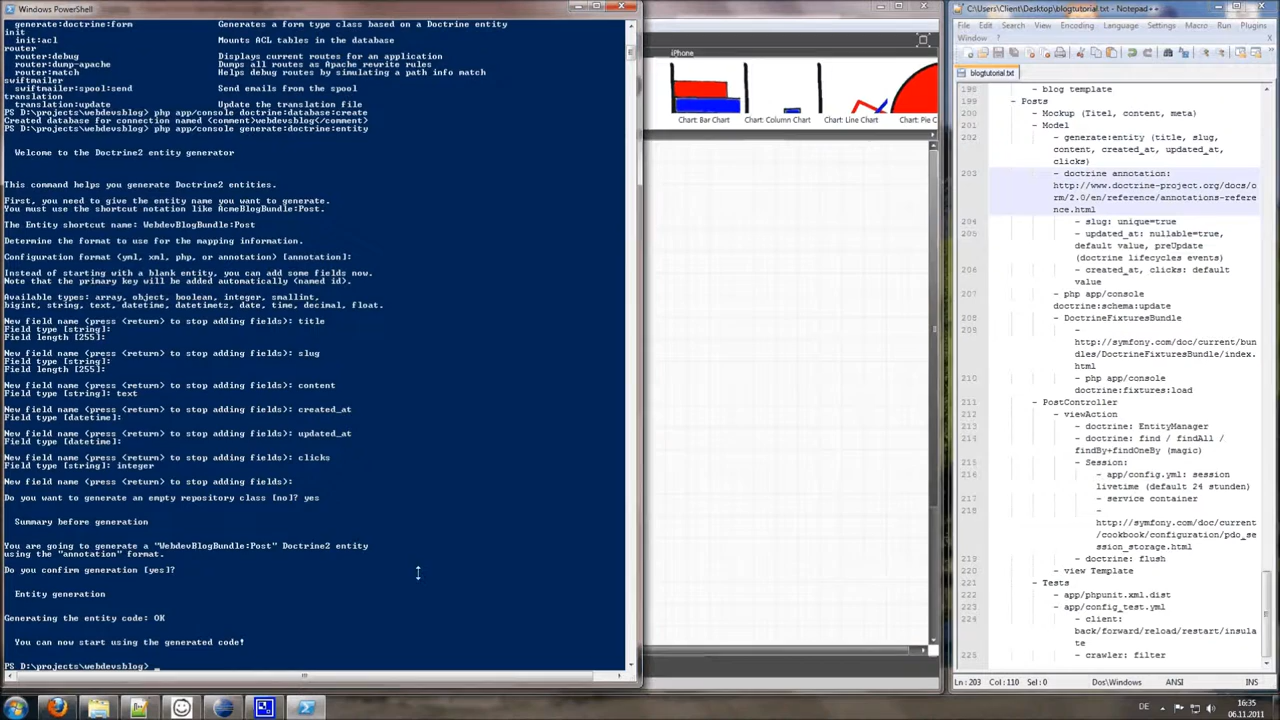 Windows PowerShell
generate:doctrine:form Generates a form type class based on a Doctrine entity
init
init:acl Mounts ACL tables in the database
router
router:debug Displays current routes for an application
router:dump-apache Dumps all routes as Apache rewrite rules
router:match Helps debug routes by simulating a path info match
swiftmailer
swiftmailer:spool:send Send emails from the spool
translation
translation:update Update the translation file
PS D:\projects\webdevsblog> php app/console doctrine:database:create
Created database for connection named <comment>webdevsblog</comment>
PS D:\projects\webdevsblog> php app/console generate:doctrine:entity
Welcome to the Doctrine2 entity generator
This command helps you generate Doctrine2 entities.
First, you need to give the entity name you want to generate.
You must use the shortcut notation like AcmeBlogBundle:Post.
The Entity shortcut name: WebdevBlogBundle:Post
Determine the format to use for the mapping information.
Configuration format (yml, xml, php, or annotation) [annotation]:
Instead of starting with a blank entity, you can add some fields now.
Note that the primary key will be added automatically (named id).
Available types: array, object, boolean, integer, smallint,
bigint, string, text, datetime, datetimetz, date, time, decimal, float.
New field name (press <return> to stop adding fields): title
Field type [string]:
Field length [255]:
New field name (press <return> to stop adding fields): slug
Field type [string]:
Field length [255]:
New field name (press <return> to stop adding fields): content
Field type [string]: text
New field name (press <return> to stop adding fields): created_at
Field type [datetime]:
New field name (press <return> to stop adding fields): updated_at
Field type [datetime]:
New field name (press <return> to stop adding fields): clicks
Field type [string]: integer
New field name (press <return> to stop adding fields):
Do you want to generate an empty repository class [no]? yes
Summary before generation
You are going to generate a "WebdevBlogBundle:Post" Doctrine2 entity
using the "annotation" format.
Do you confirm generation [yes]?
Entity generation
Generating the entity code: OK
You can now start using the generated code!
PS D:\projects\webdevsblog> _
iPhone
Chart: Bar Chart Chart: Column Chart Chart: Line Chart Chart: Pie C
C:\Users\Client\Desktop\blogtutorial.txt - Notepad++
File Edit Search View Encoding Language Settings Macro Run
Window ?
blogtutorial.txt
198 - blog template
199 - Posts
200 - Mockup (Titel, content, meta)
201 - Model
202 - generate:entity (title, slug,
content, created_at, updated_at,
clicks)
203 - doctrine annotation:
http://www.doctrine-project.org/docs/o
rm/2.0/en/reference/annotations-refere
nce.html
204 - slug: unique=true
205 - updated_at: nullable=true,
default value, preUpdate
(doctrine lifecycles events)
206 - created_at, clicks: default
value
207 - php app/console
doctrine:schema:update
208 - DoctrineFixturesBundle
209 -
http://symfony.com/doc/current/bun
dles/DoctrineFixturesBundle/index.
html
210 - php app/console
doctrine:fixtures:load
211 - PostController
212 - viewAction
213 - doctrine: EntityManager
214 - doctrine: find / findAll /
findBy+findOneBy (magic)
215 - Session:
216 - app/config.yml: session
livetime (default 24 stunden)
217 - service container
218 -
http://symfony.com/doc/current
/cookbook/configuration/pdo_se
ssion_storage.html
219 - doctrine: flush
220 - view Template
221 - Tests
222 - app/phpunit.xml.dist
223 - app/config_test.yml
224 - client:
back/forward/reload/restart/insula
te
225 - crawler: filter
Ln: 203 Col: 110 Sel: 0 Dos\Windows ANSI INS
DE 16:35
06.11.2011